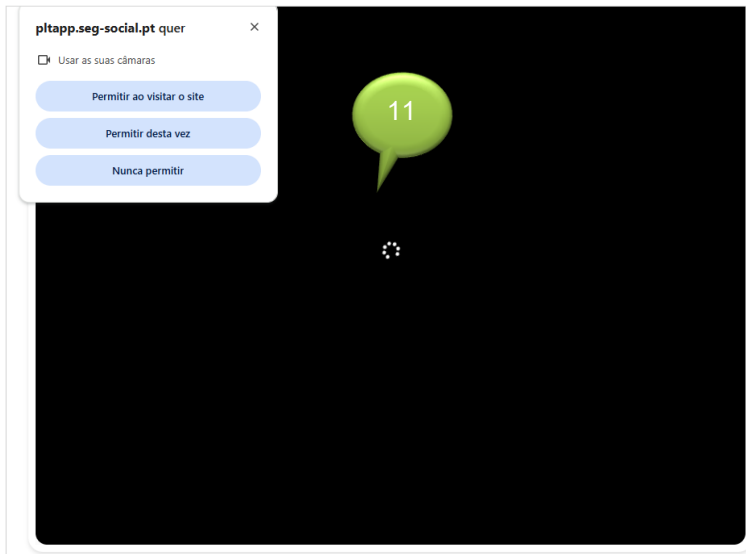 pltapp.seg-social.pt quer
Usar as suas câmaras
Permitir ao visitar o site
Permitir desta vez
Nunca permitir
11